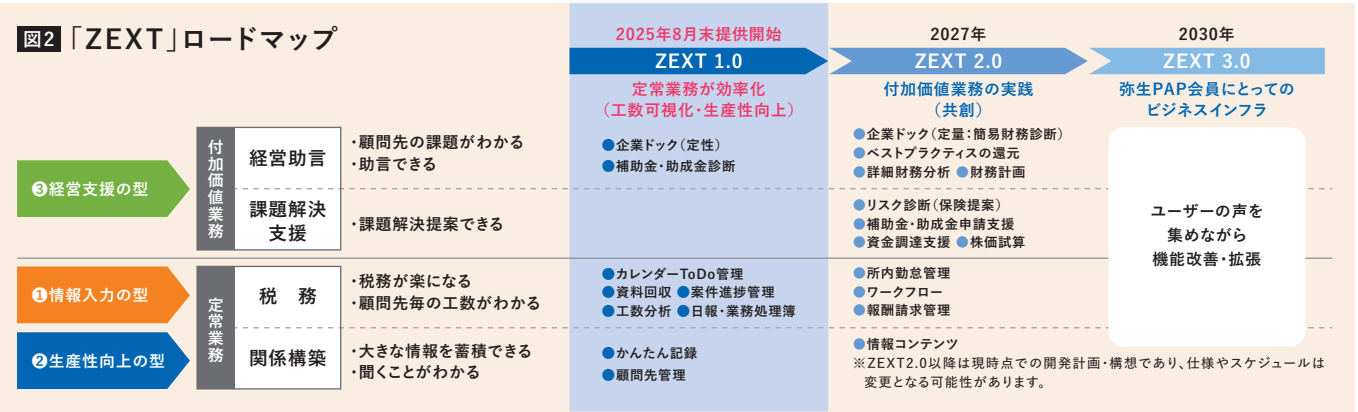 図2「ZEXT」ロードマップ
2025年8月末提供開始
ZEXT 1.0
定常業務が効率化
(工数可視化・生産性向上)
2027年
ZEXT 2.0
付加価値業務の実践
(共創)
2030年
ZEXT 3.0
弥生PAP会員にとっての
ビジネスインフラ
❸経営支援の型
付加価値業務
経営助言
・顧問先の課題がわかる
・助言できる
●企業ドック(定性)
●補助金・助成金診断
●企業ドック(定量:簡易財務診断)
●ベストプラクティスの還元
●詳細財務分析 ●財務計画
課題解決
支援
・課題解決提案できる
●リスク診断(保険提案)
●補助金・助成金申請支援
●資金調達支援 ●株価試算
ユーザーの声を
集めながら
機能改善・拡張
❶情報入力の型
定常業務
税 務
・税務が楽になる
・顧問先毎の工数がわかる
●カレンダーToDo管理
●資料回収 ●案件進捗管理
●工数分析 ●日報・業務処理簿
●所内勤怠管理
●ワークフロー
●報酬請求管理
❷生産性向上の型
関係構築
・大きな情報を蓄積できる
・聞くことがわかる
●かんたん記録
●顧問先管理
●情報コンテンツ
※ZEXT2.0以降は現時点での開発計画・構想であり、仕様やスケジュールは
変更となる可能性があります。